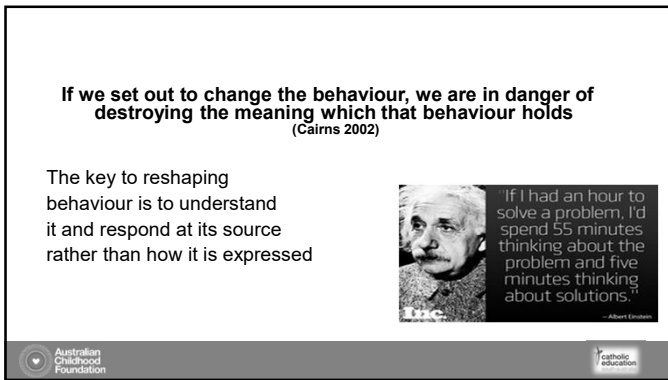 If we set out to change the behaviour, we are in danger of
destroying the meaning which that behaviour holds
(Cairns 2002)
The key to reshaping
behaviour is to understand
it and respond at its source
rather than how it is expressed
"If I had an hour to
solve a problem, I'd
spend 55 minutes
thinking about the
problem and five
minutes thinking
about solutions."
– Albert Einstein
Inc.
Australian
Childhood
Foundation
catholic
education